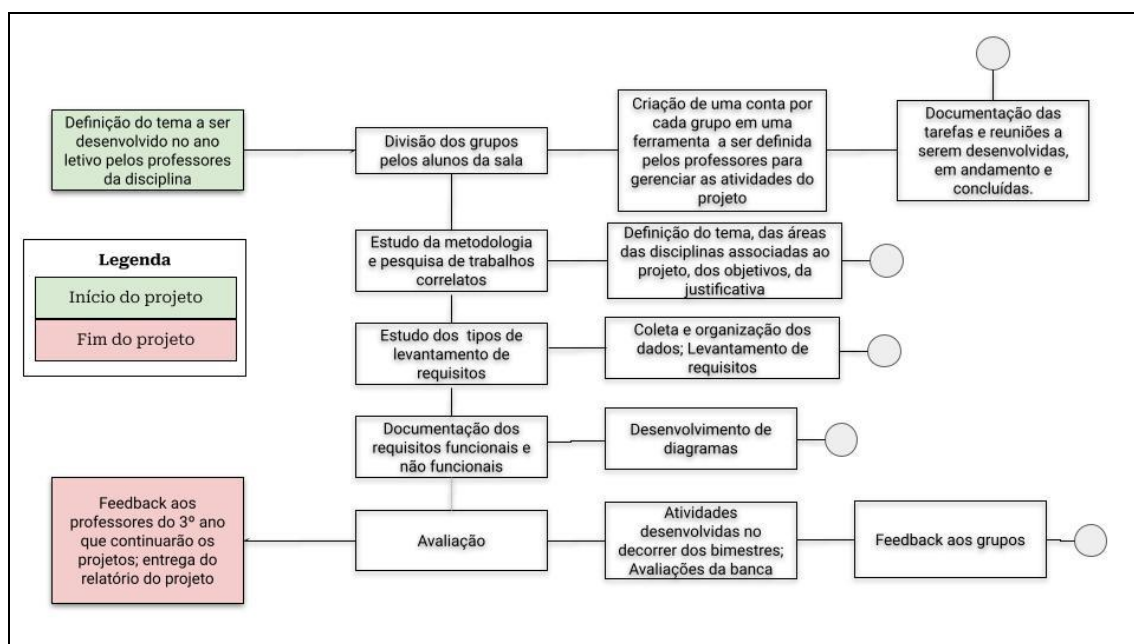 Definição do tema a ser
desenvolvido no ano
letivo pelos professores
da disciplina
Divisão dos grupos
pelos alunos da sala
Criação de uma conta por
cada grupo em uma
ferramenta a ser definida
pelos professores para
gerenciar as atividades do
projeto
Documentação das
tarefas e reuniões a
serem desenvolvidas,
em andamento e
concluídas.
Legenda
Início do projeto
Fim do projeto
Estudo da metodologia
e pesquisa de trabalhos
correlatos
Definição do tema, das áreas
das disciplinas associadas ao
projeto, dos objetivos, da
justificativa
Estudo dos tipos de
levantamento de
requisitos
Coleta e organização dos
dados; Levantamento de
requisitos
Documentação dos
requisitos funcionais e
não funcionais
Desenvolvimento de
diagramas
Feedback aos
professores do 3º ano
que continuarão os
projetos; entrega do
relatório do projeto
Avaliação
Atividades
desenvolvidas no
decorrer dos bimestres;
Avaliações da banca
Feedback aos grupos